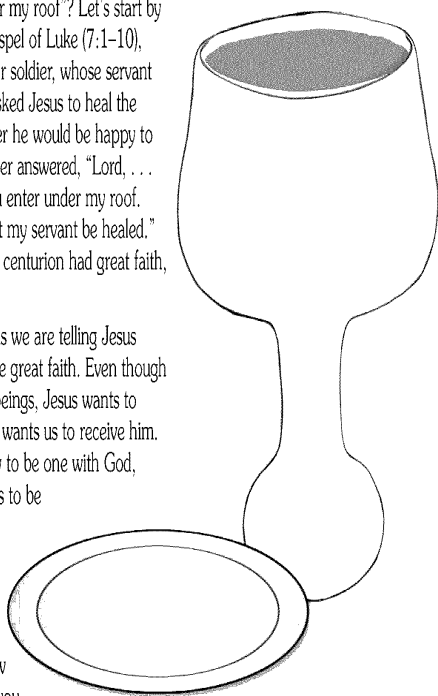 r my roof”? Let’s start by
spel of Luke (7:1–10),
r soldier, whose servant
sked Jesus to heal the
er he would be happy to
er answered, “Lord, . . .
u enter under my roof.
t my servant be healed.”
centurion had great faith,
s we are telling Jesus
e great faith. Even though
beings, Jesus wants to
wants us to receive him.
to be one with God,
s to be
w
you